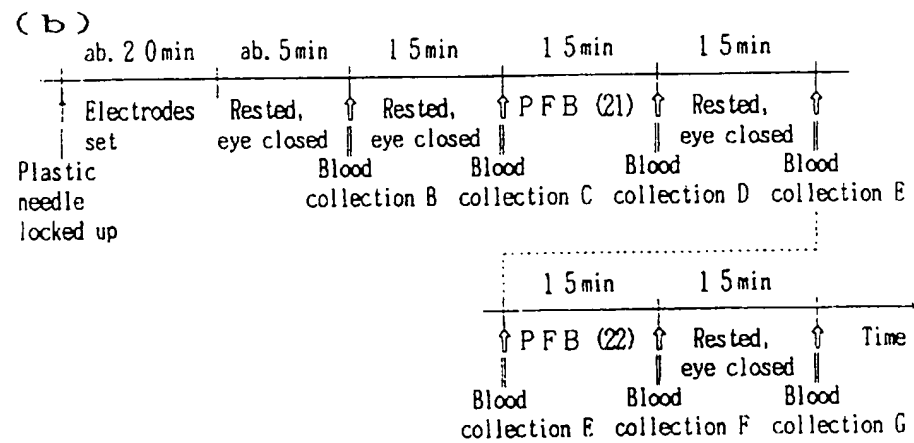 (b)
ab. 20min ab. 5min 15min 15min 15min
Electrodes Rested, Rested, PFB (21) Rested,
set eye closed eye closed eye closed
Plastic Blood Blood Blood Blood
needle collection B collection C collection D collection E
locked up
15min 15min
PFB (22) Rested, Time
eye closed
Blood Blood Blood
collection E collection F collection G